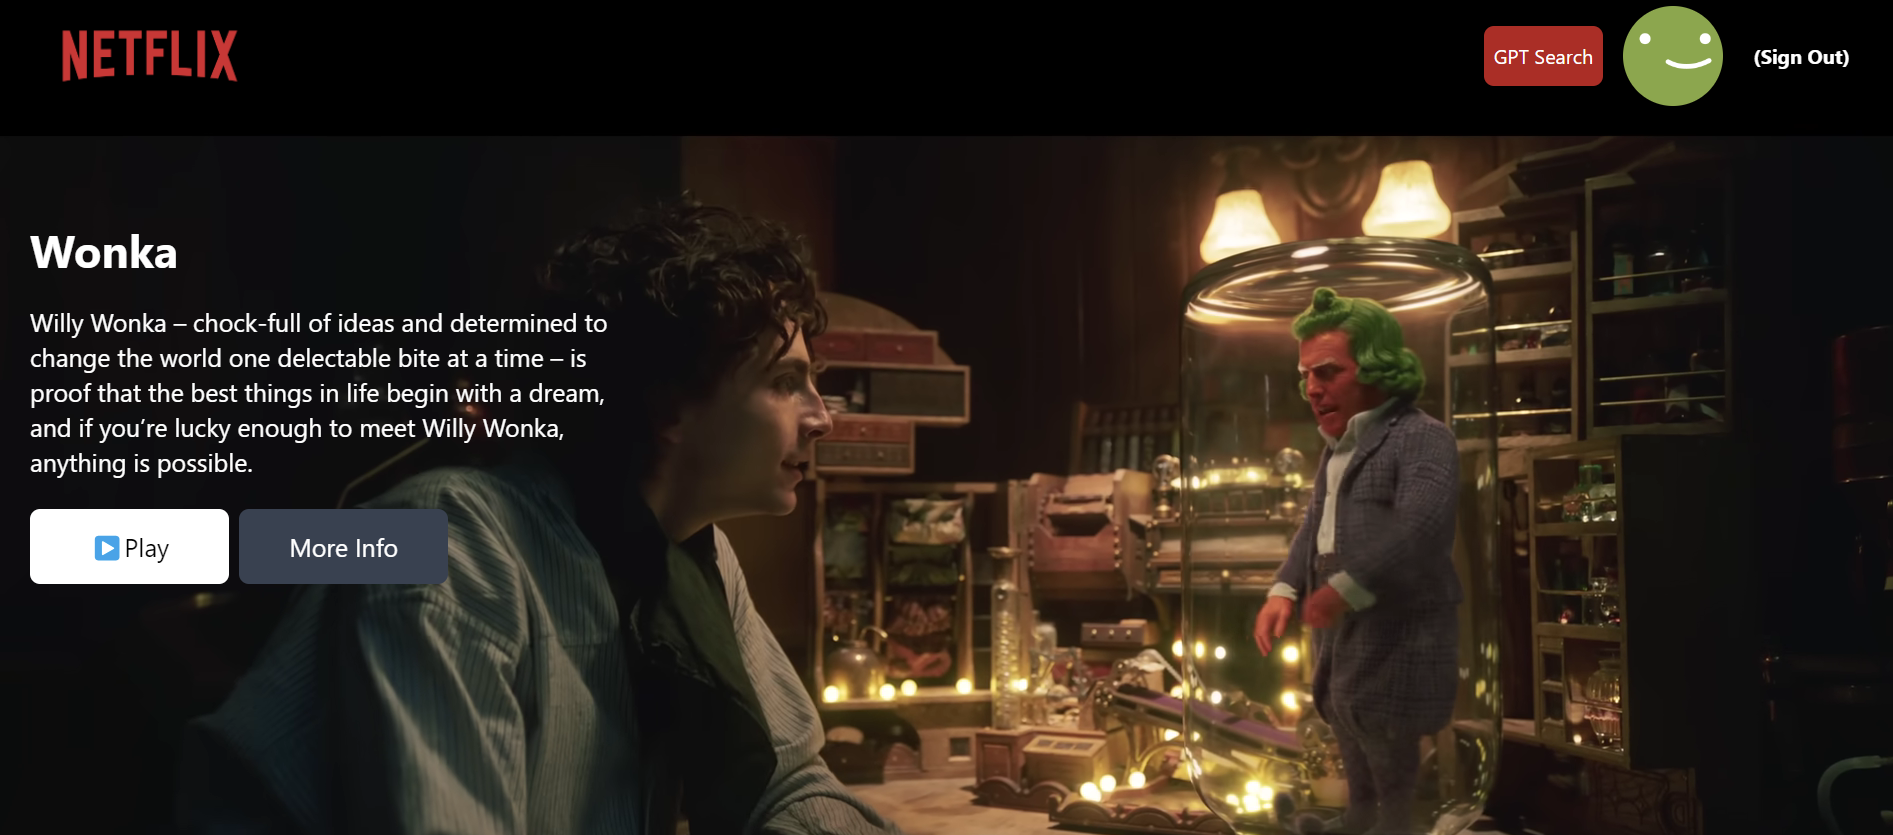 NETFLIX
GPT Search
(Sign Out)
Wonka
Willy Wonka – chock-full of ideas and determined to
change the world one delectable bite at a time – is
proof that the best things in life begin with a dream,
and if you’re lucky enough to meet Willy Wonka,
anything is possible.
Play
More Info